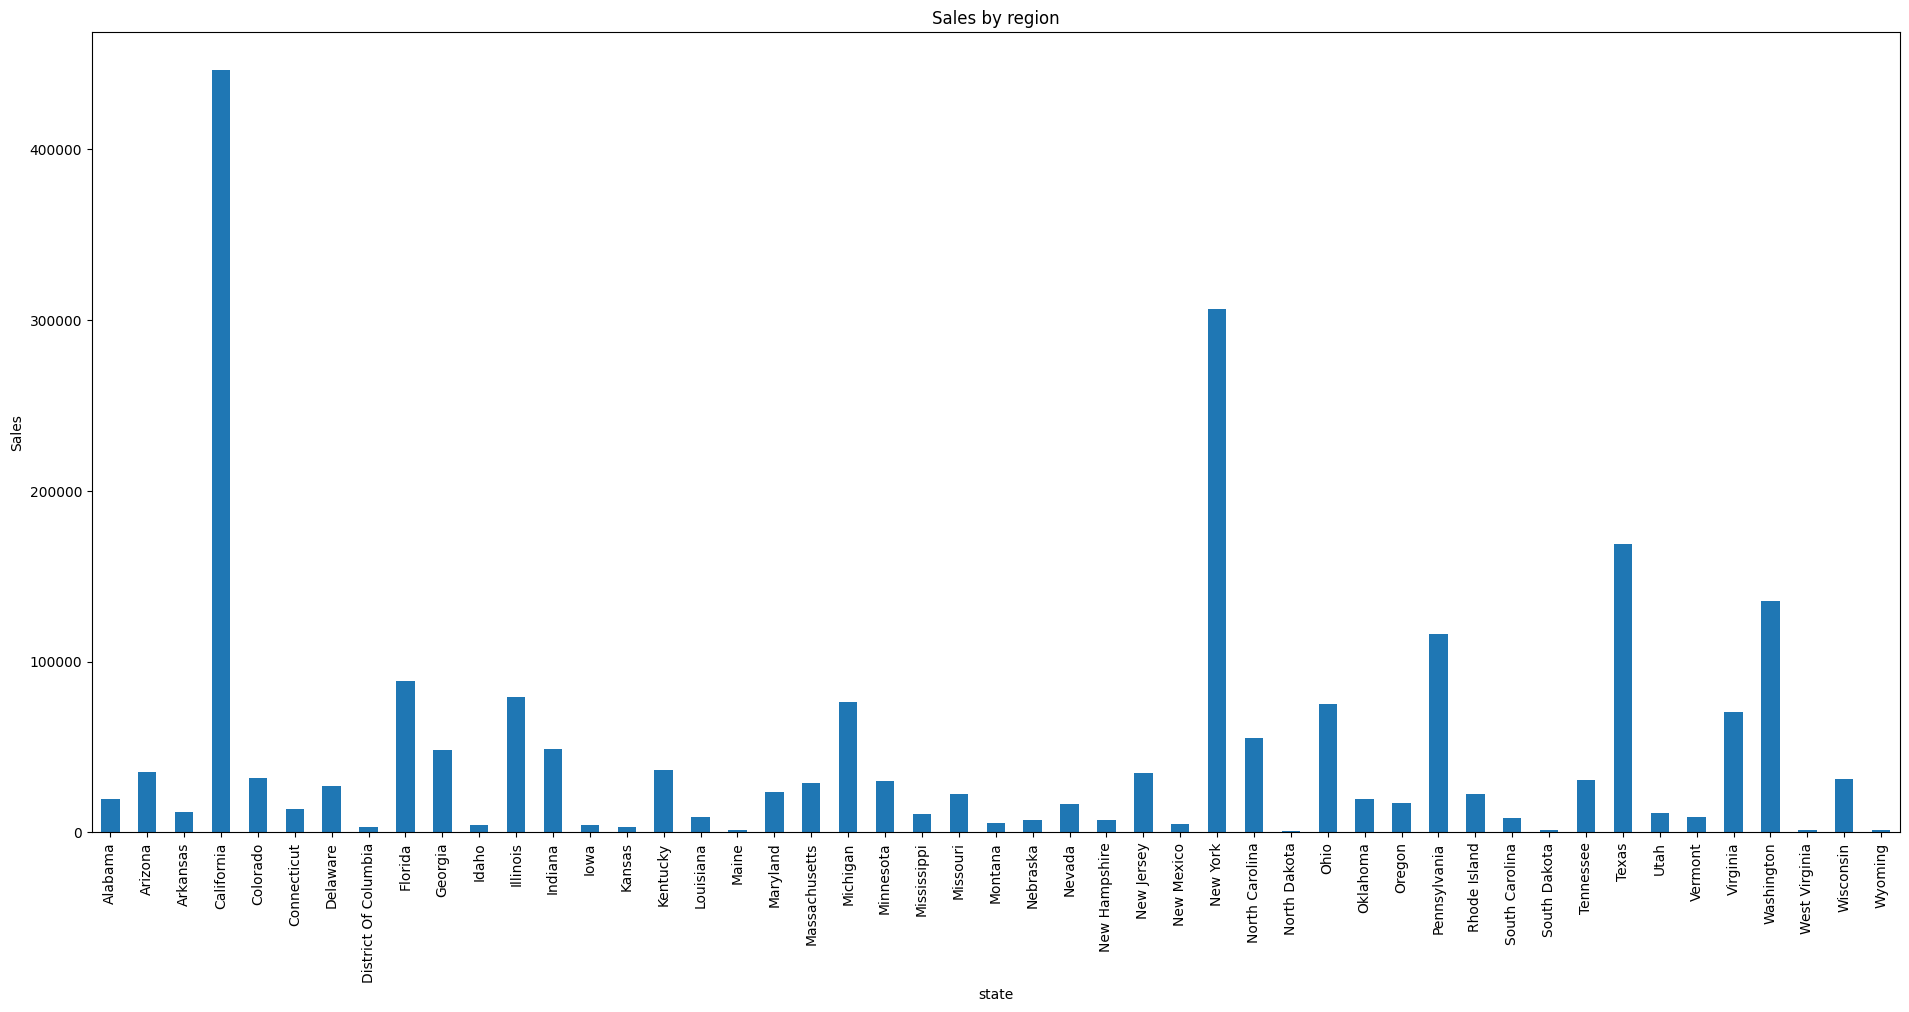 Sales by region
400000
300000
200000
100000
0
Sales
Alabama
Arizona
Arkansas
California
Colorado
Connecticut
Delaware
District Of Columbia
Florida
Georgia
Idaho
Illinois
Indiana
Iowa
Kansas
Kentucky
Louisiana
Maine
Maryland
Massachusetts
Michigan
Minnesota
Mississippi
Missouri
Montana
Nebraska
Nevada
New Hampshire
New Jersey
New Mexico
New York
North Carolina
North Dakota
Ohio
Oklahoma
Oregon
Pennsylvania
Rhode Island
South Carolina
South Dakota
Tennessee
Texas
Utah
Vermont
Virginia
Washington
West Virginia
Wisconsin
Wyoming
state